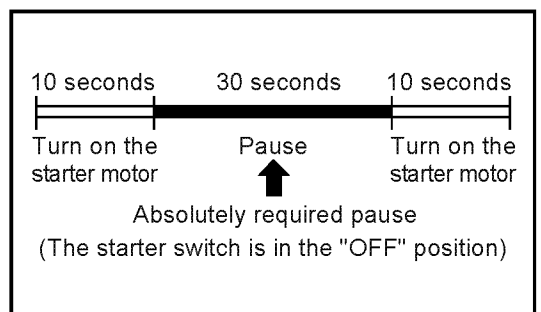 10 seconds 30 seconds 10 seconds
Turn on the Pause Turn on the
starter motor starter motor
Absolutely required pause
(The starter switch is in the "OFF" position)